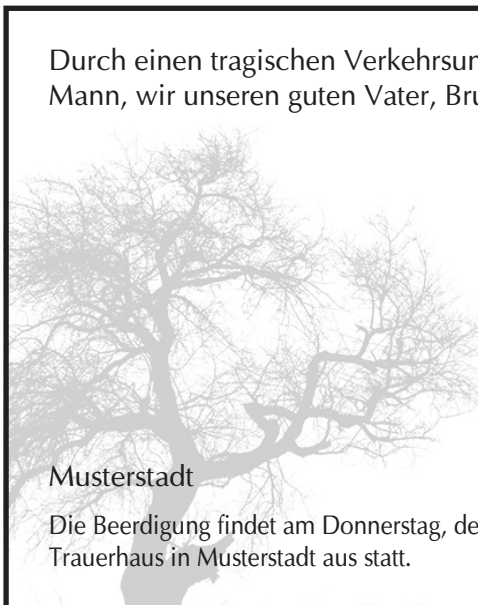 Durch einen tragischen Verkehrsun
Mann, wir unseren guten Vater, Bru
Musterstadt
Die Beerdigung findet am Donnerstag, de
Trauerhaus in Musterstadt aus statt.